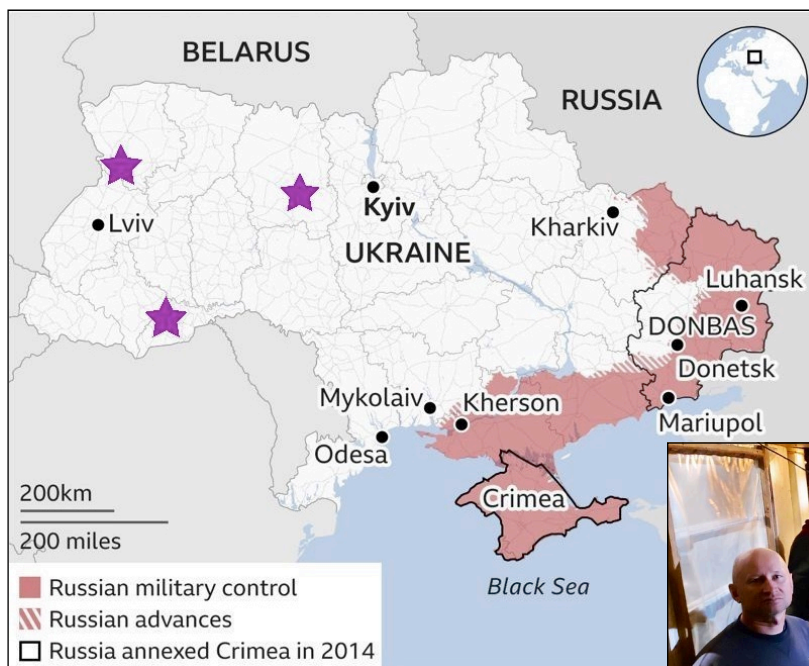 BELARUS
RUSSIA
Lviv
Kyiv
Kharkiv
UKRAINE
Luhansk
DONBAS
Donetsk
Mykolaiv
Kherson
Mariupol
Odesa
200km
200 miles
Crimea
Black Sea
Russian military control
Russian advances
Russia annexed Crimea in 2014